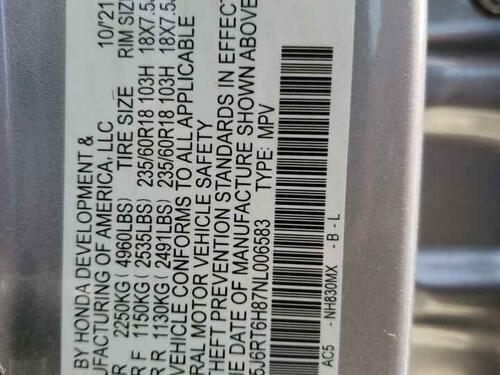 BY HONDA DEVELOPMENT & 10/'21
FACTURING OF AMERICA, LLC
TIRE SIZE RIM SIZE
R 2250KG ( 4960LBS)
R F 1150KG ( 2535LBS) 235/60R18 103H 18X7.5
R R 1130KG ( 2491LBS) 235/60R18 103H 18X7.5
VEHICLE CONFORMS TO ALL APPLICABLE
RAL MOTOR VEHICLE SAFETY
THEFT PREVENTION STANDARDS IN EFFECT
DATE OF MANUFACTURE SHOWN ABOVE
5J6RT6H87NL006583 TYPE: MPV
AC5 - NH830MX - B - L